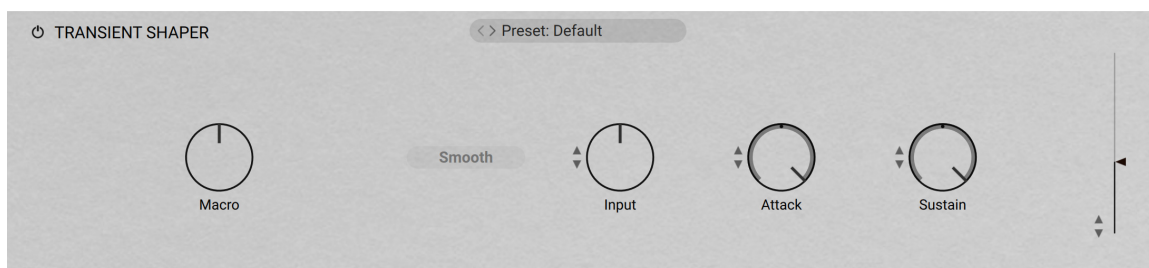 TRANSIENT SHAPER
Preset: Default
Smooth
Macro
Input
Attack
Sustain